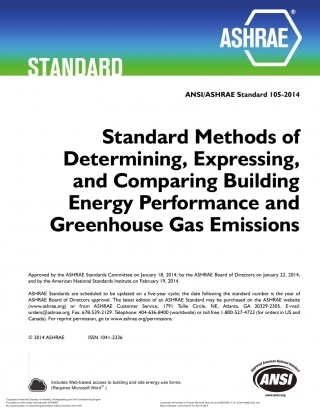 ASHRAE®
STANDARD
ANSI/ASHRAE Standard 105-2014
Standard Methods of
Determining, Expressing,
and Comparing Building
Energy Performance and
Greenhouse Gas Emissions
Approved by the ASHRAE Standards Committee on January 18, 2014; by the ASHRAE Board of Directors on January 22, 2014;
and by the American National Standards Institute on February 19, 2014.
ASHRAE Standards are scheduled to be updated on a five-year cycle; the date following the standard number is the year of
ASHRAE Board of Directors approval. The latest edition of an ASHRAE Standard may be purchased on the ASHRAE website
(www.ashrae.org) or from ASHRAE Customer Service, 1791 Tullie Circle, NE, Atlanta, GA 30329-2305. E-mail:
orders@ashrae.org. Fax: 678-539-2129. Telephone: 404-636-8400 (worldwide) or toll free 1-800-527-4723 (for orders in US and
Canada). For reprint permission, go to www.ashrae.org/permissions.
© 2014 ASHRAE ISSN 1041-2336
Includes Web-based access to building and site energy-use forms.
(Requires Microsoft Word™.)
ANSI